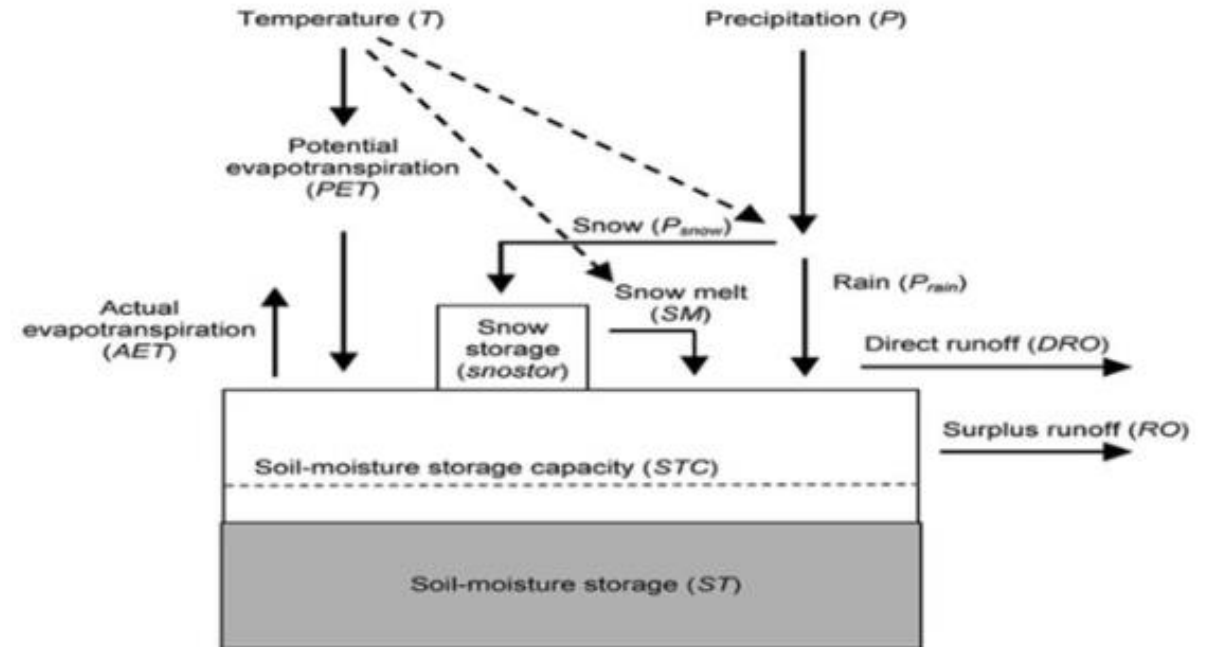 Temperature (T)
Precipitation (P)
Potential
evapotranspiration
(PET)
Snow (Psnow)
Snow melt
(SM)
Rain (Prain)
Actual
evapotranspiration
(AET)
Snow
storage
(snostor)
Direct runoff (DRO)
Surplus runoff (RO)
Soil-moisture storage capacity (STC)
Soil-moisture storage (ST)